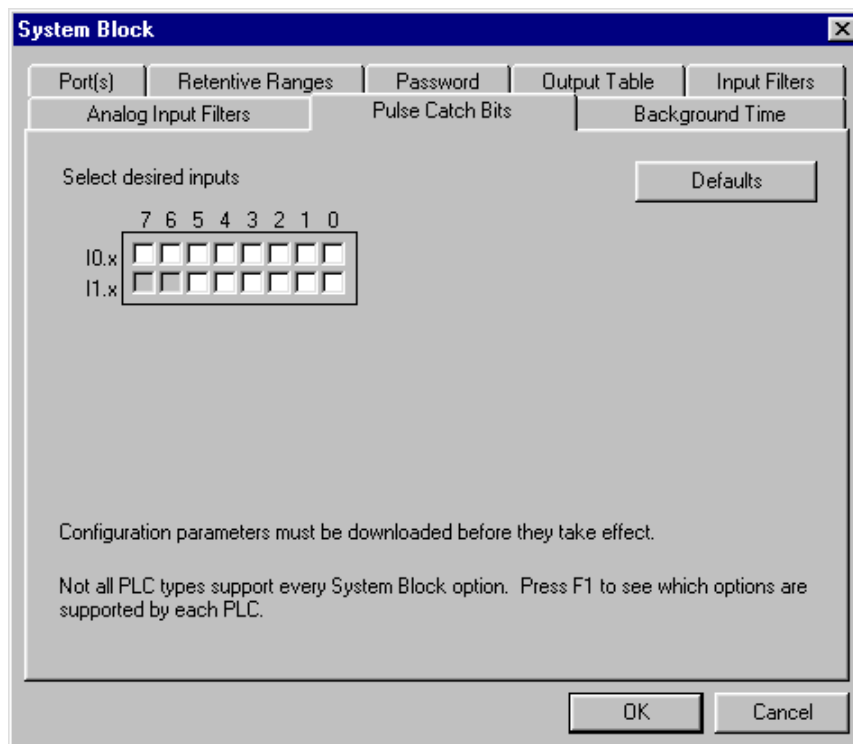 System Block
Port(s) Retentive Ranges Password Output Table Input Filters
Analog Input Filters Pulse Catch Bits Background Time
Select desired inputs
Defaults
7 6 5 4 3 2 1 0
I0.x
I1.x
Configuration parameters must be downloaded before they take effect.
Not all PLC types support every System Block option. Press F1 to see which options are
supported by each PLC.
OK Cancel